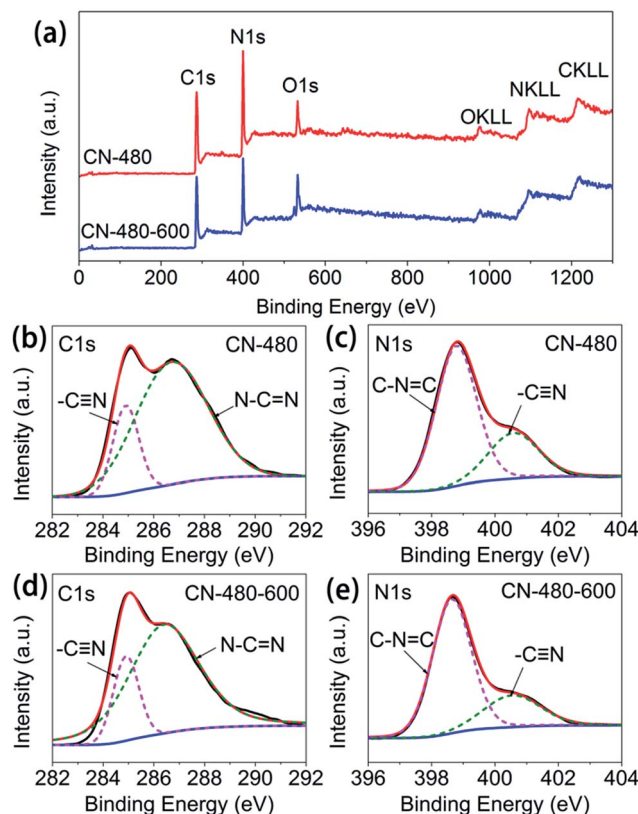 (a)
N1s
C1s
O1s
OKLL
NKLL
CKLL
CN-480
CN-480-600
Intensity (a.u.)
0 200 400 600 800 1000 1200
Binding Energy (eV)
(b)
C1s
CN-480
-C≡N
N-C=N
Intensity (a.u.)
282 284 286 288 290 292
Binding Energy (eV)
(c)
N1s
CN-480
C-N=C
-C≡N
Intensity (a.u.)
396 398 400 402 404
Binding Energy (eV)
(d)
C1s
CN-480-600
-C≡N
N-C=N
Intensity (a.u.)
282 284 286 288 290 292
Binding Energy (eV)
(e)
N1s
CN-480-600
C-N=C
-C≡N
Intensity (a.u.)
396 398 400 402 404
Binding Energy (eV)